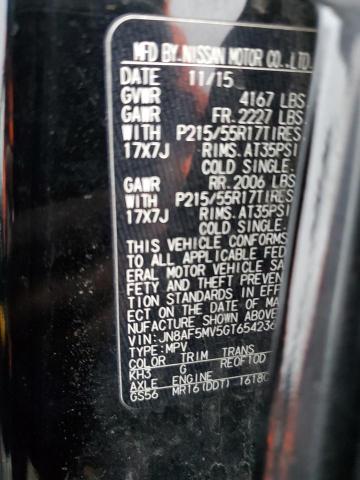 MFD BY NISSAN MOTOR CO.,LTD.
DATE 11/15
GVWR 4167 LBS
GAWR FR. 2227 LBS
WITH P215/55R17TIRES
17X7J RIMS. AT35PSI
COLD SINGLE.
GAWR RR. 2006 LBS
WITH P215/55R17TIRES
17X7J RIMS. AT35PSI
COLD SINGLE.
THIS VEHICLE CONFORMS
TO ALL APPLICABLE FED
ERAL MOTOR VEHICLE SA
FETY AND THEFT PREVEN
TION STANDARDS IN EFF
ECT ON THE DATE OF MA
NUFACTURE SHOWN ABOVE
VIN: JN8AF5MV5GT654236
TYPE: MPV
COLOR TRIM TRANS
KH3 G RE0F10D
AXLE ENGINE
GS56 MR16(DDT) 1618C